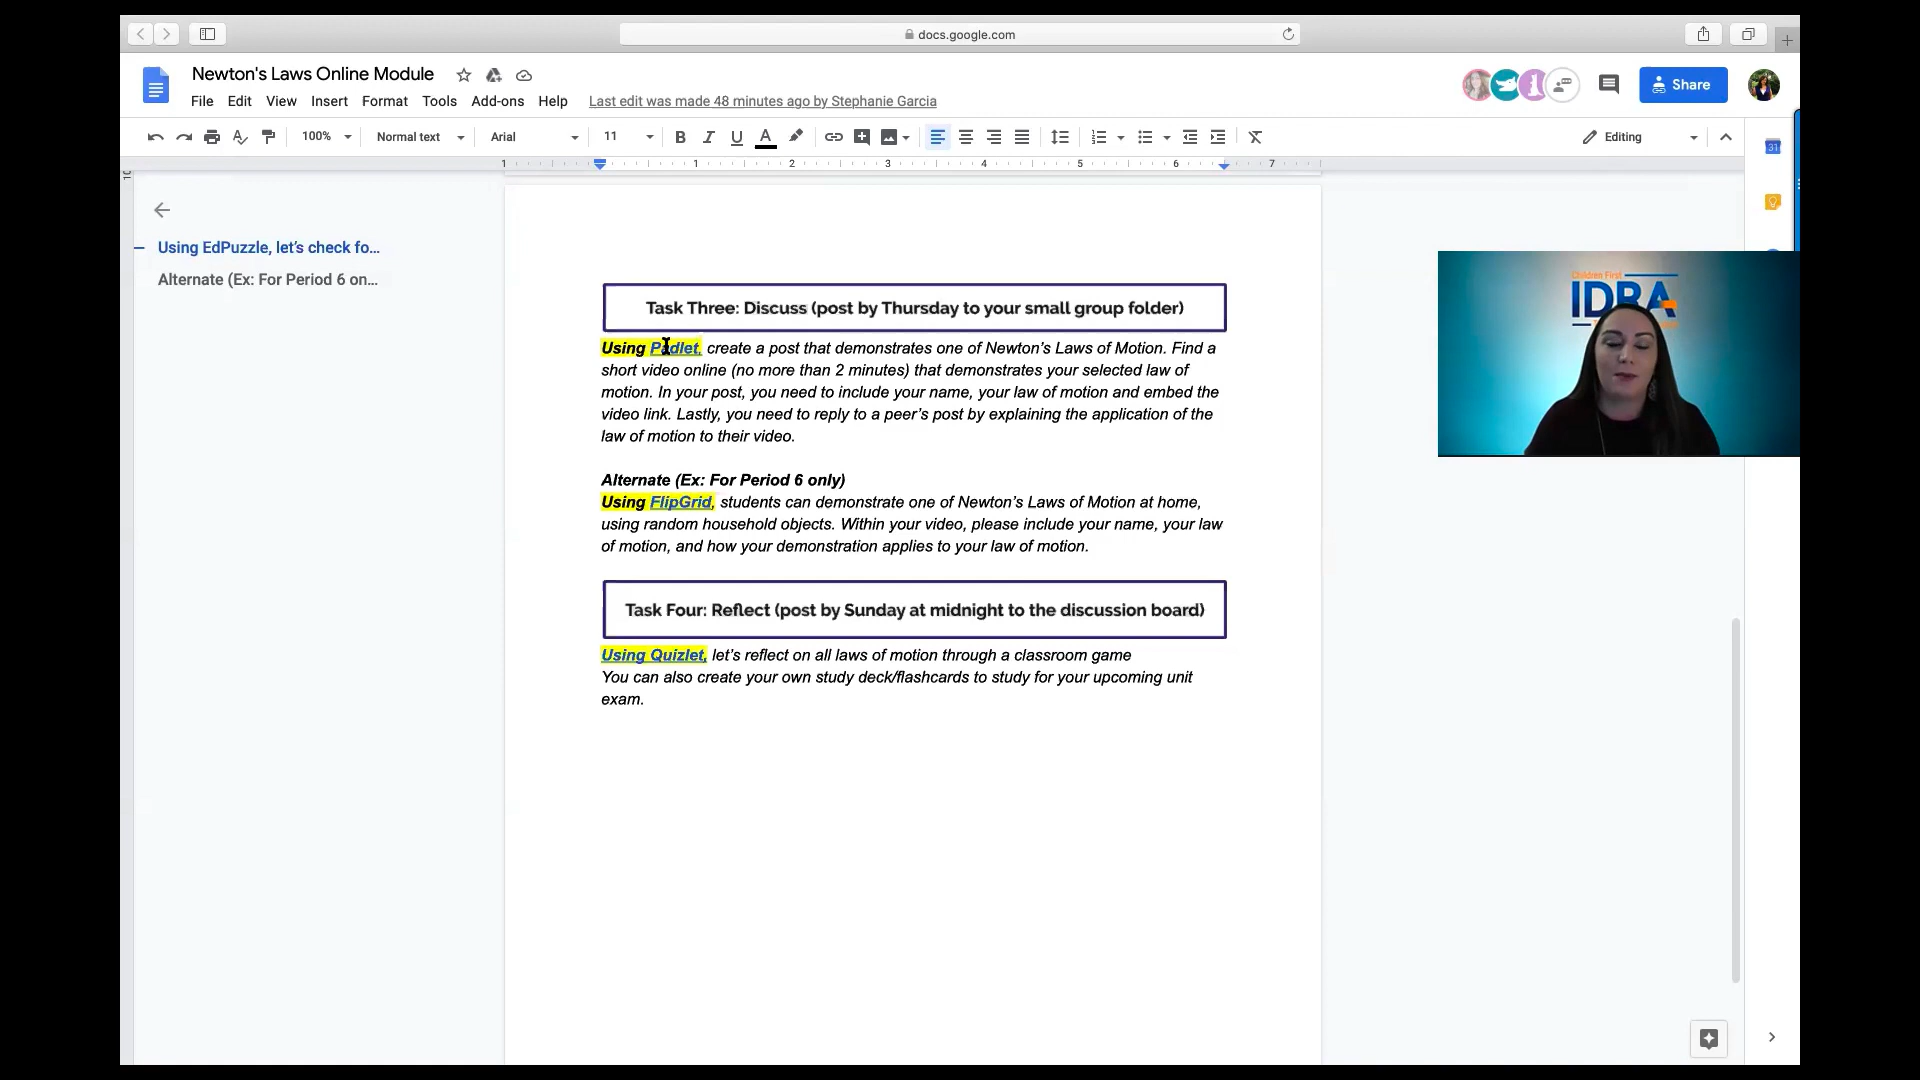 docs.google.com
Newton's Laws Online Module
Share
File Edit View Insert Format Tools Add-ons Help Last edit was made 48 minutes ago by Stephanie Garcia
100% Normal text Arial 11 Editing
1 1 2 3 4 5 6 7
Using EdPuzzle, let's check fo...
Alternate (Ex: For Period 6 on...
Children First
IDRA
Task Three: Discuss (post by Thursday to your small group folder)
Using Padlet, create a post that demonstrates one of Newton's Laws of Motion. Find a
short video online (no more than 2 minutes) that demonstrates your selected law of
motion. In your post, you need to include your name, your law of motion and embed the
video link. Lastly, you need to reply to a peer's post by explaining the application of the
law of motion to their video.
Alternate (Ex: For Period 6 only)
Using FlipGrid, students can demonstrate one of Newton's Laws of Motion at home,
using random household objects. Within your video, please include your name, your law
of motion, and how your demonstration applies to your law of motion.
Task Four: Reflect (post by Sunday at midnight to the discussion board)
Using Quizlet, let's reflect on all laws of motion through a classroom game
You can also create your own study deck/flashcards to study for your upcoming unit
exam.